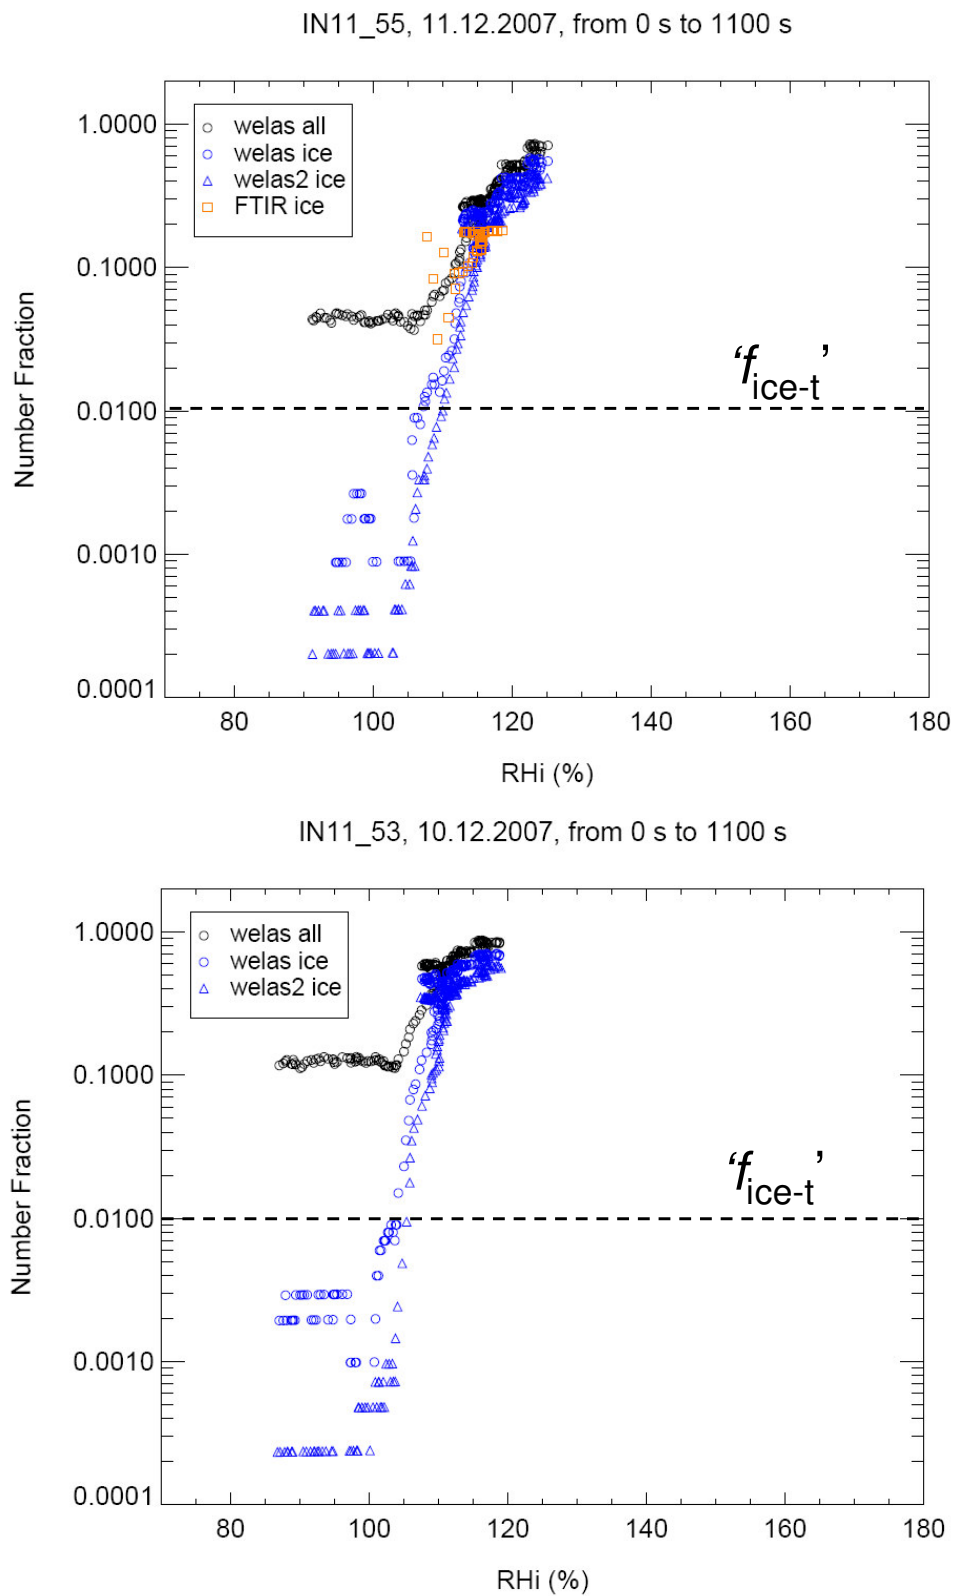 IN11_55, 11.12.2007, from 0 s to 1100 s
welas all
welas ice
welas2 ice
FTIR ice
1.0000
0.1000
0.0100
0.0010
0.0001
Number Fraction
‘fice-t’
80 100 120 140 160 180
RHi (%)
IN11_53, 10.12.2007, from 0 s to 1100 s
welas all
welas ice
welas2 ice
1.0000
0.1000
0.0100
0.0010
0.0001
Number Fraction
‘fice-t’
80 100 120 140 160 180
RHi (%)